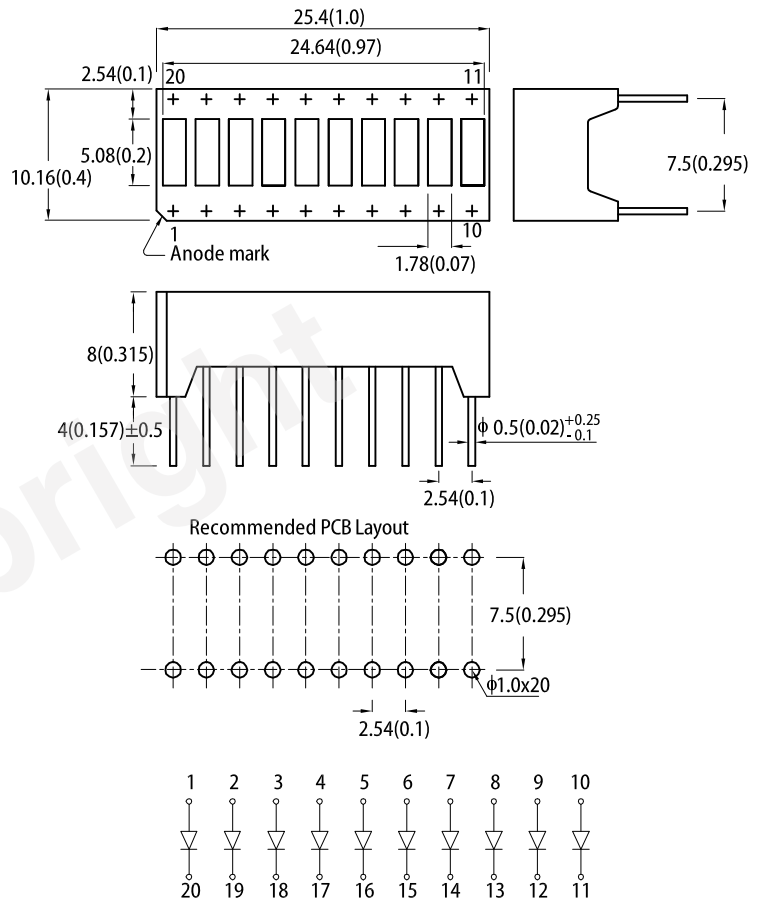 25.4(1.0)
24.64(0.97)
2.54(0.1)
20
11
5.08(0.2)
10.16(0.4)
7.5(0.295)
1
10
Anode mark
1.78(0.07)
8(0.315)
4(0.157)±0.5
ϕ 0.5(0.02)+0.25 -0.1
2.54(0.1)
Recommended PCB Layout
7.5(0.295)
ϕ1.0x20
2.54(0.1)
1 2 3 4 5 6 7 8 9 10
20 19 18 17 16 15 14 13 12 11
bright